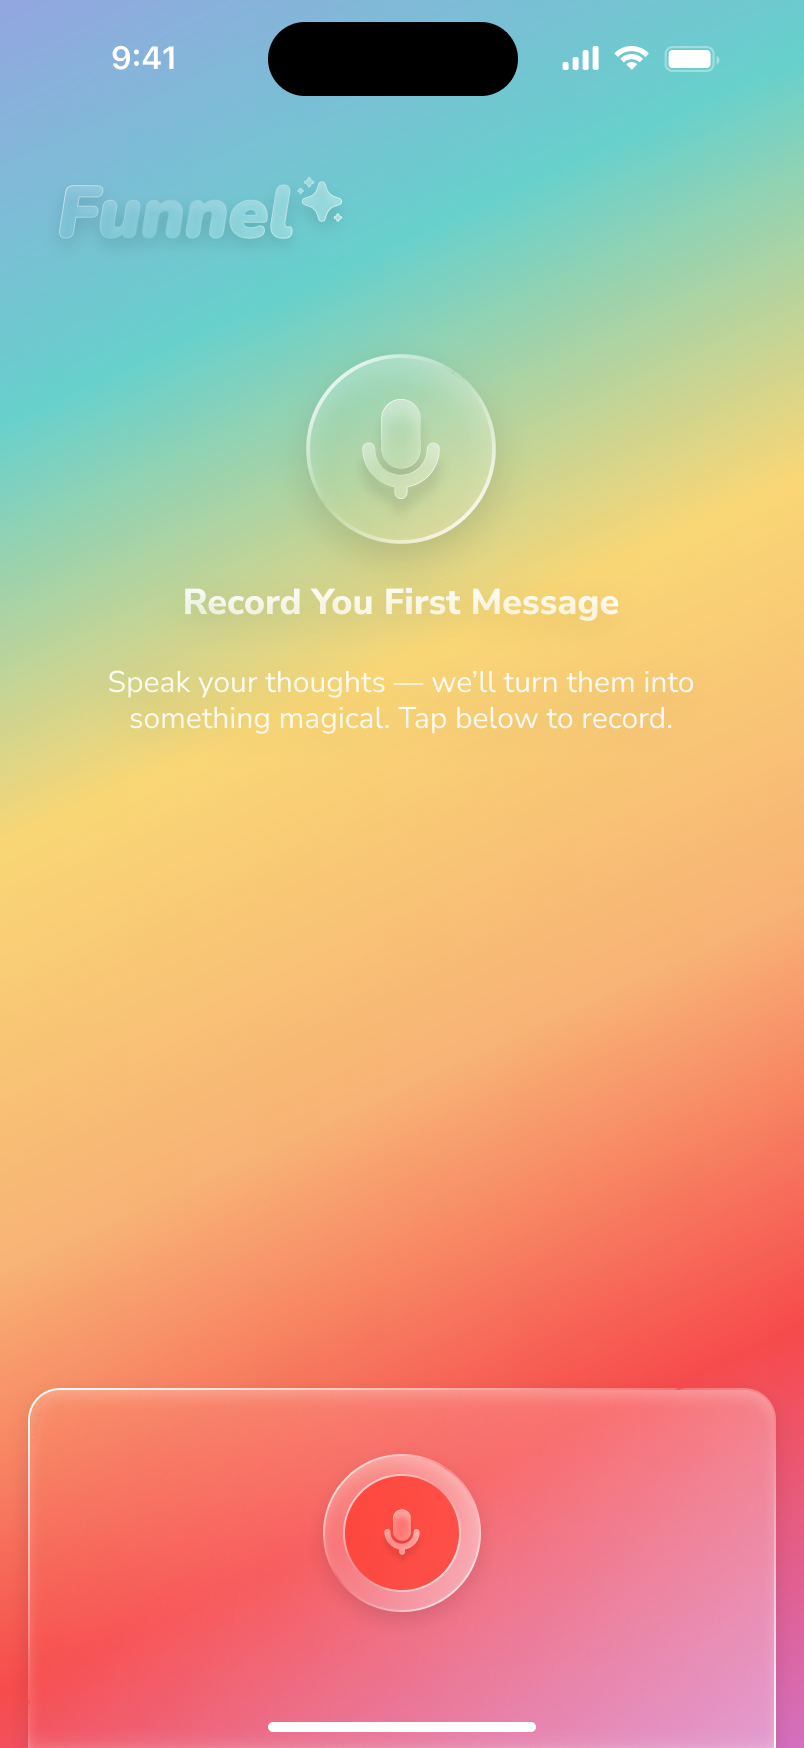 9:41
Funnel
Record You First Message
Speak your thoughts — we’ll turn them into
something magical. Tap below to record.